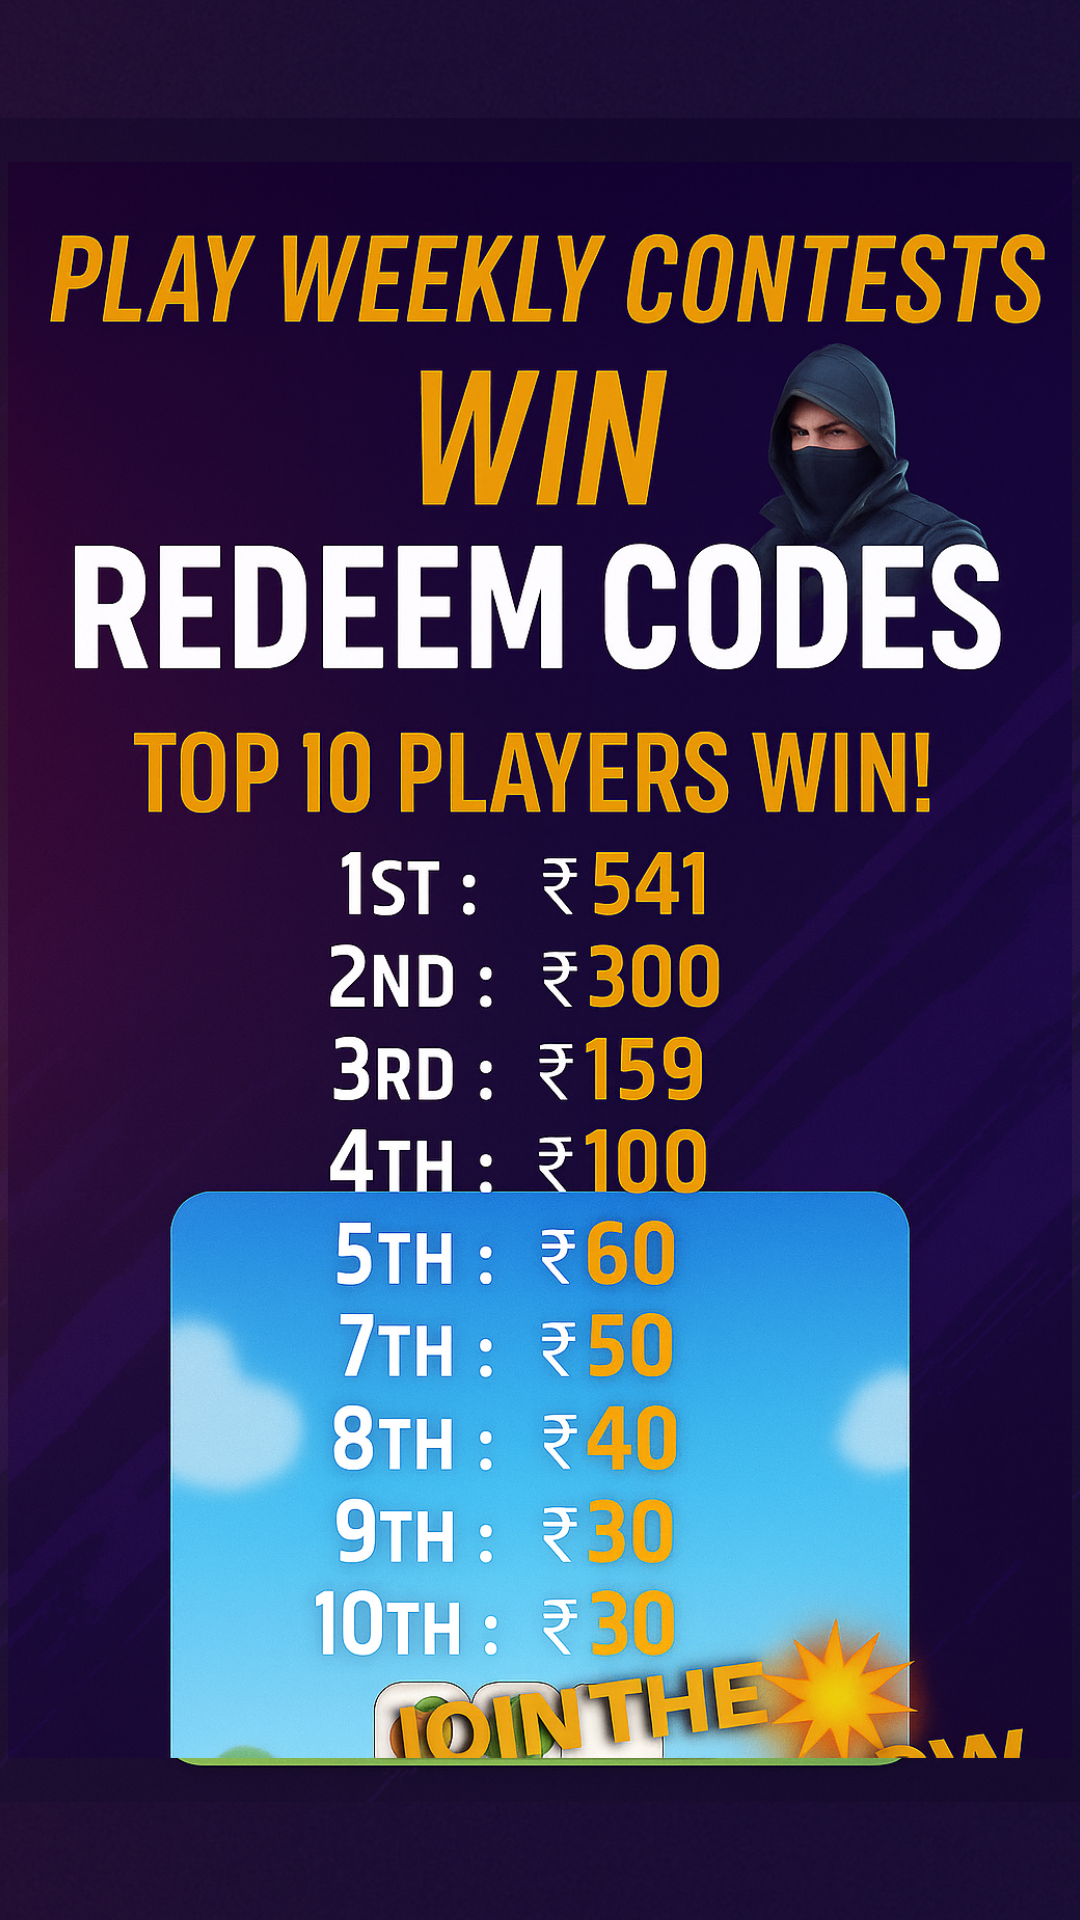 PLAY WEEKLY CONTESTS
WIN
REDEEM CODES
TOP 10 PLAYERS WIN!
1ST : ₹541
2ND : ₹300
3RD : ₹159
4TH : ₹100
5TH : ₹60
7TH : ₹50
8TH : ₹40
9TH : ₹30
10TH : ₹30
JOIN THE